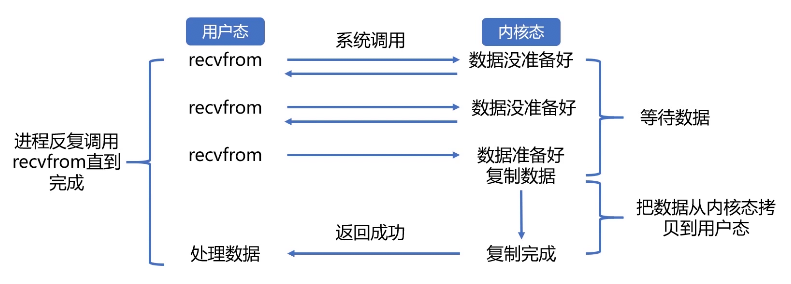 用户态
内核态
系统调用
recvfrom
数据没准备好
recvfrom
数据没准备好
等待数据
进程反复调用
recvfrom直到
完成
recvfrom
数据准备好
复制数据
把数据从内核态拷
贝到用户态
返回成功
处理数据
复制完成